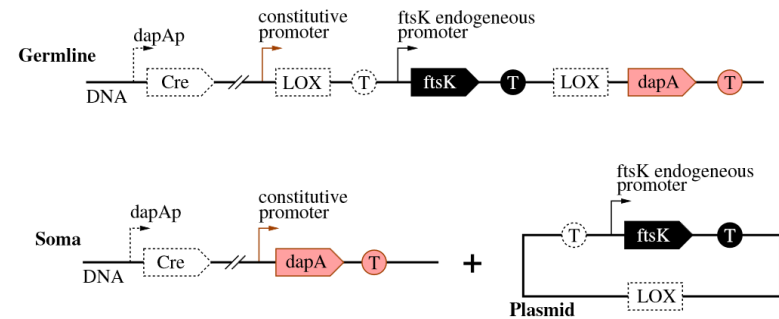 dapAp
constitutive
promoter
ftsK endogeneous
promoter
Germline
DNA
Cre
LOX
T
ftsK
T
LOX
dapA
T
dapAp
constitutive
promoter
ftsK endogeneous
promoter
Soma
DNA
Cre
dapA
T
+
T
ftsK
T
LOX
Plasmid